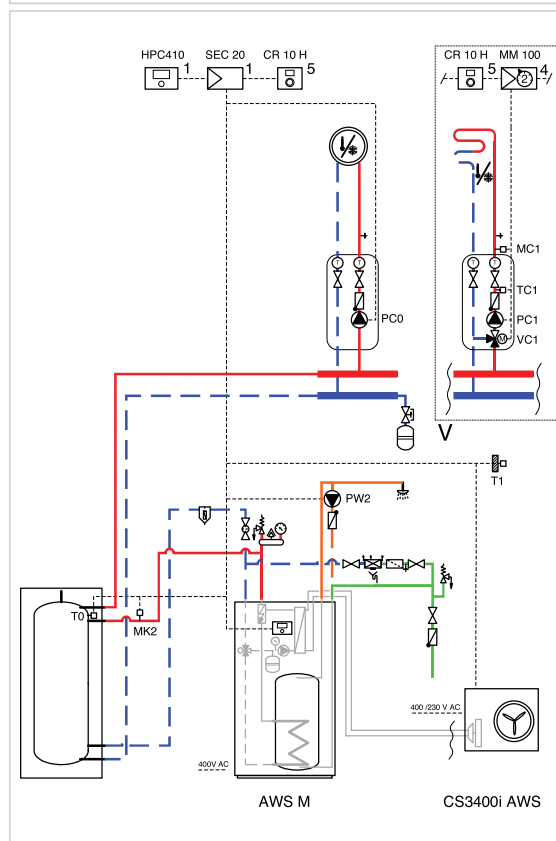 HPC410 SEC 20 CR 10 H
1 1 5
CR 10 H MM 100
5 2 4
MC1
T T T T
TC1
PC0
PC1
M VC1
V
T1
PW2
T0
MK2
400 /230 V AC
400V AC
AWS M
CS3400i AWS